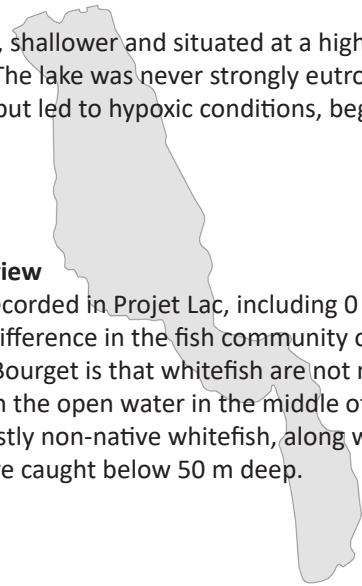 , shallower and situated at a high
The lake was never strongly eutro
out led to hypoxic conditions, beg
iew
ecorded in Projet Lac, including 0
ifference in the fish community o
Bourget is that whitefish are not n
n the open water in the middle of
stly non-native whitefish, along w
re caught below 50 m deep.